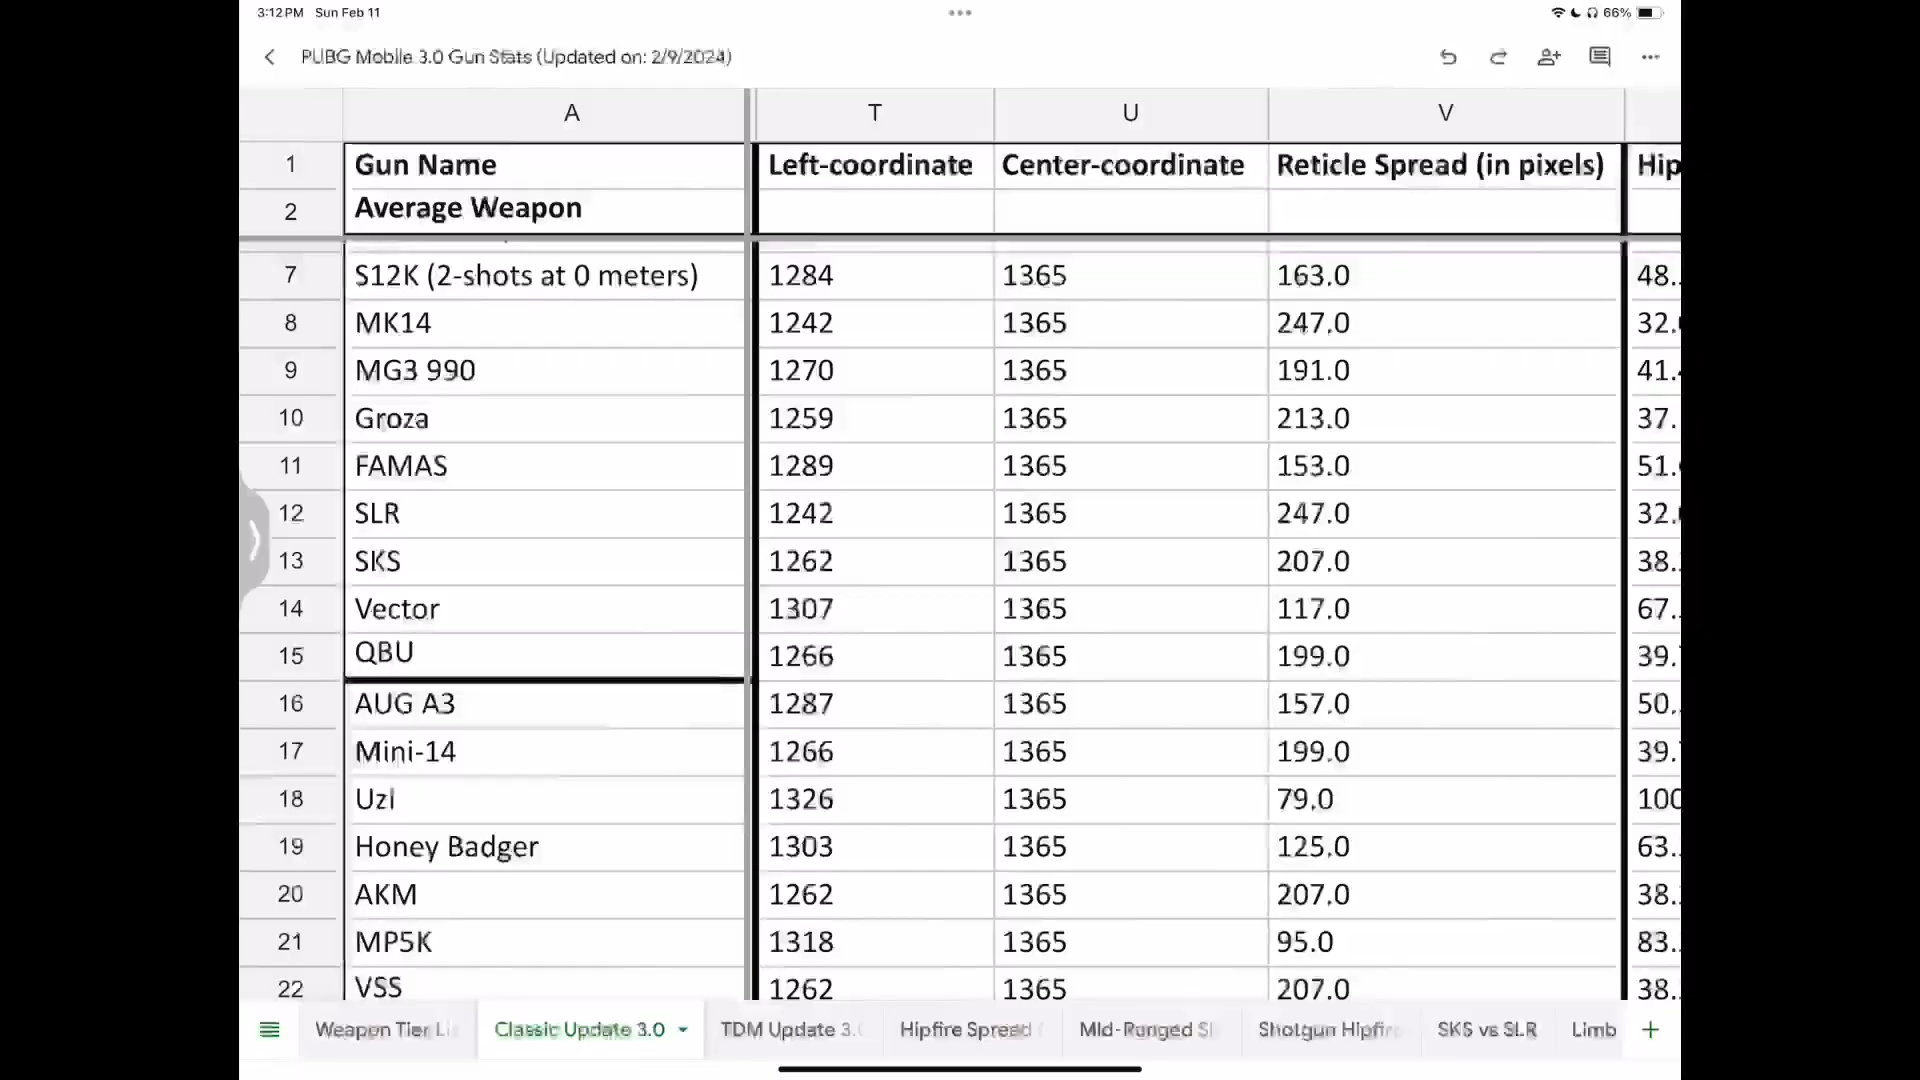 3:12 PM Sun Feb 11
66%
PUBG Mobile 3.0 Gun Stats (Updated on: 2/9/2024)
A T U V
1 Gun Name Left-coordinate Center-coordinate Reticle Spread (in pixels) Hip
2 Average Weapon
7 S12K (2-shots at 0 meters) 1284 1365 163.0 48.
8 MK14 1242 1365 247.0 32.
9 MG3 990 1270 1365 191.0 41.
10 Groza 1259 1365 213.0 37.
11 FAMAS 1289 1365 153.0 51.
12 SLR 1242 1365 247.0 32.
13 SKS 1262 1365 207.0 38.
14 Vector 1307 1365 117.0 67.
15 QBU 1266 1365 199.0 39.
16 AUG A3 1287 1365 157.0 50.
17 Mini-14 1266 1365 199.0 39.
18 Uzi 1326 1365 79.0 100
19 Honey Badger 1303 1365 125.0 63.
20 AKM 1262 1365 207.0 38.
21 MP5K 1318 1365 95.0 83.
22 VSS 1262 1365 207.0 38.
Weapon Tier Li Classic Update 3.0 TDM Update 3. Hipfire Spread Mid-Ranged S Shotgun Hipfir SKS vs SLR Limb